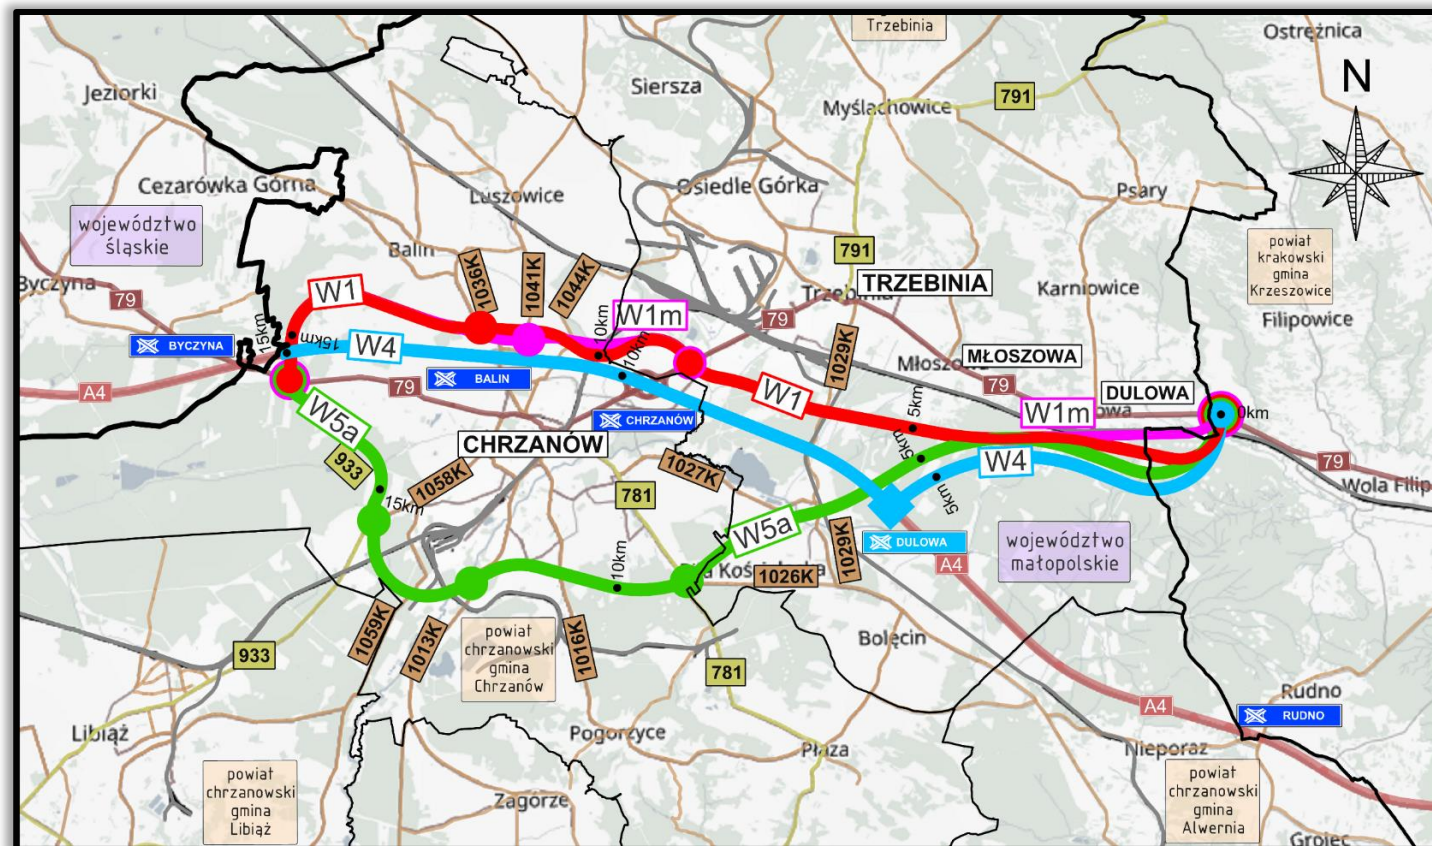 Trzebinia
Ostrężnica
N
Jeziorki
Siersza
791
Myślachowice
Cezarówka Górna
Luszowice
Osiedle Górka
Psary
województwo
śląskie
Balin
791
powiat
krakowski
gmina
Krzeszowice
Byczyna
79
W1
1036K
1041K
1044K
10km
W1m
Trzebinia
TRZEBINIA
Karniowice
Filipowice
79
15km
15km
BYCZYNA
W4
1029K
Młoszowa
MŁOSZOWA
79
A4
79
BALIN
10km
W1
DULOWA
W5a
CHRZANÓW
5km
W1m
0km
CHRZANÓW
933
1058K
1027K
5km
W4
79
Wola Filip
15km
781
5km
W5a
1029K
DULOWA
województwo
małopolskie
A4
10km
1026K
1059K
1013K
powiat
chrzanowski
gmina
Chrzanów
1016K
Bolęcin
933
781
Rudno
A4
RUDNO
Libiąż
Pogorzyce
Płaza
Nieporaz
powiat
chrzanowski
gmina
Libiąż
Zagórze
powiat
chrzanowski
gmina
Alwernia
Grojec